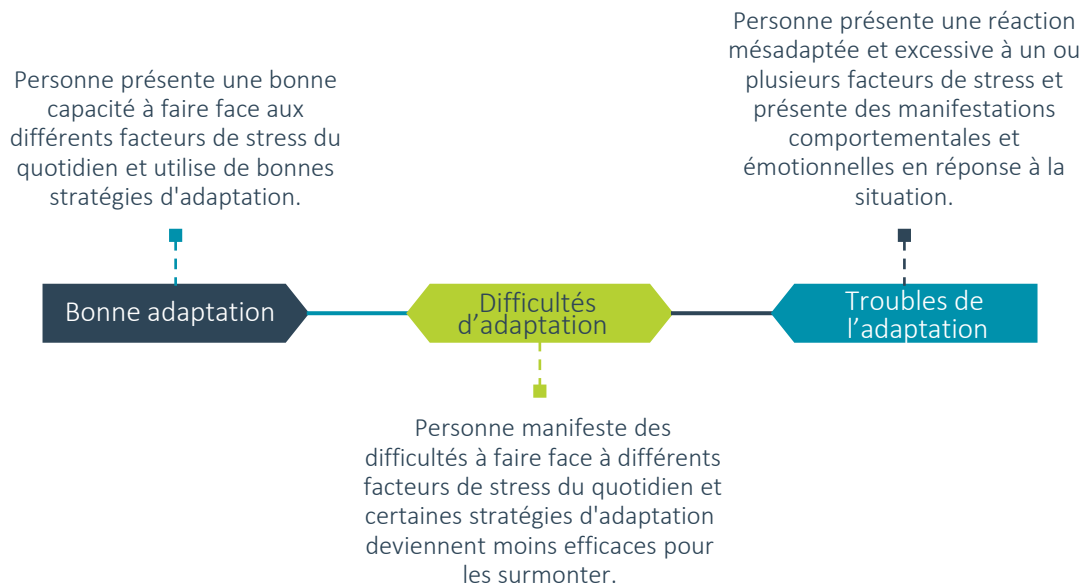 Personne présente une bonne
capacité à faire face aux
différents facteurs de stress du
quotidien et utilise de bonnes
stratégies d'adaptation.
Personne présente une réaction
mésadaptée et excessive à un ou
plusieurs facteurs de stress et
présente des manifestations
comportementales et
émotionnelles en réponse à la
situation.
Bonne adaptation
Difficultés
d’adaptation
Troubles de
l’adaptation
Personne manifeste des
difficultés à faire face à différents
facteurs de stress du quotidien et
certaines stratégies d'adaptation
deviennent moins efficaces pour
les surmonter.